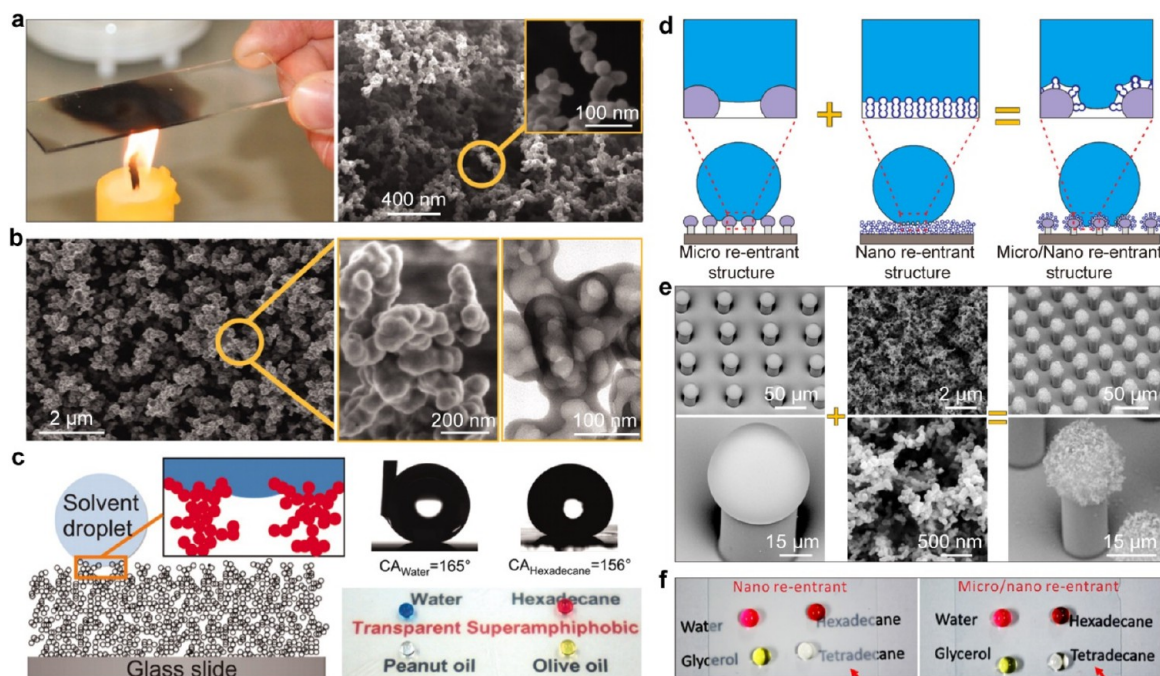 a
100 nm
400 nm
b
2 µm
200 nm
100 nm
c
Solvent
droplet
Glass slide
CAWater=165°
CAHexadecane=156°
Water
Hexadecane
Transparent Superamphiphobic
Peanut oil
Olive oil
d
+
=
Micro re-entrant
structure
Nano re-entrant
structure
Micro/Nano re-entrant
structure
e
50 µm
2 µm
50 µm
+
=
15 µm
500 nm
15 µm
f
Nano re-entrant
Water
Hexadecane
Glycerol
Tetradecane
Micro/nano re-entrant
Water
Hexadecane
Glycerol
Tetradecane